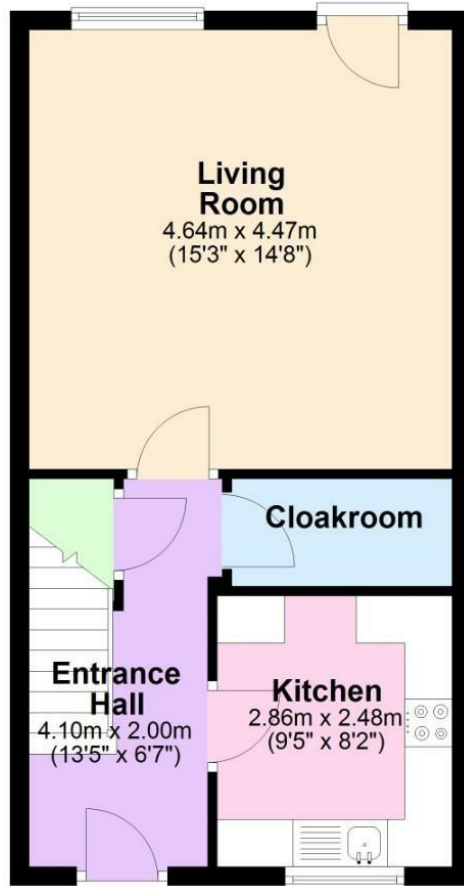 Living
Room
4.64m x 4.47m
(15'3" x 14'8")
Cloakroom
Entrance
Hall
4.10m x 2.00m
(13'5" x 6'7")
Kitchen
2.86m x 2.48m
(9'5" x 8'2")